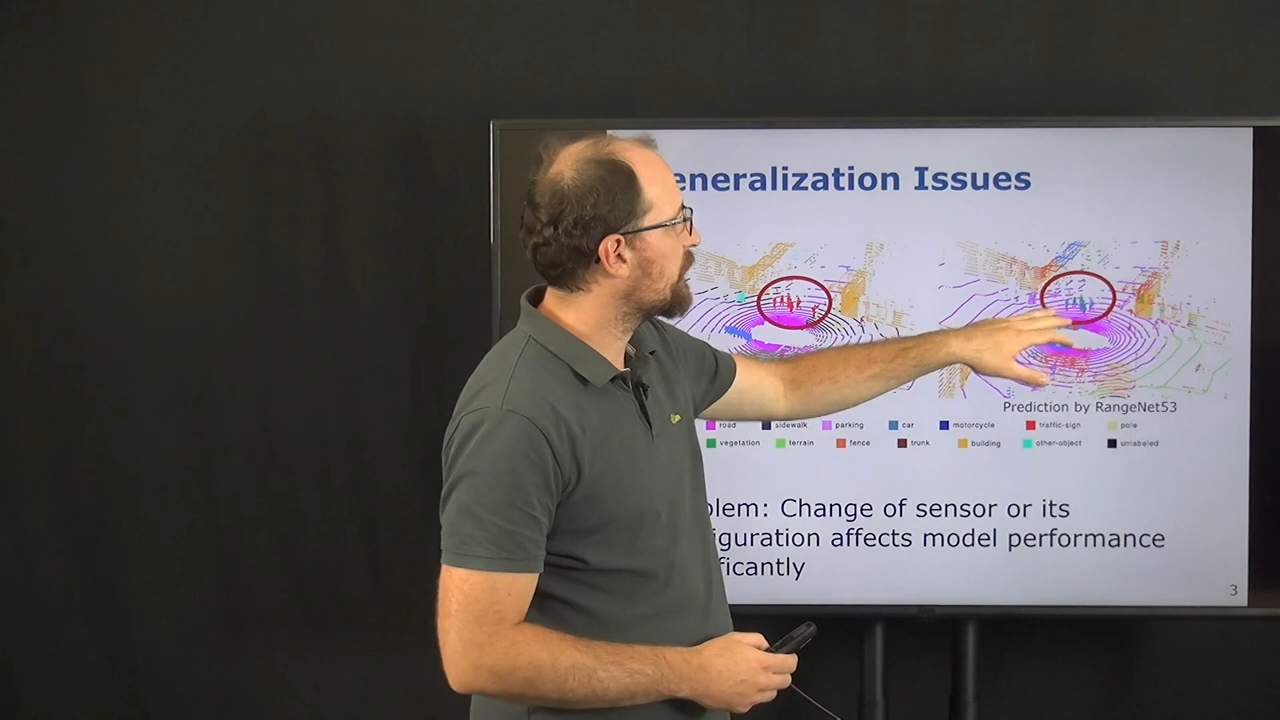 eneralization Issues
Prediction by RangeNet53
road sidewalk parking car motorcycle traffic-sign pole
vegetation terrain fence trunk building other-object unlabeled
blem: Change of sensor or its
iguration affects model performance
ficantly
3